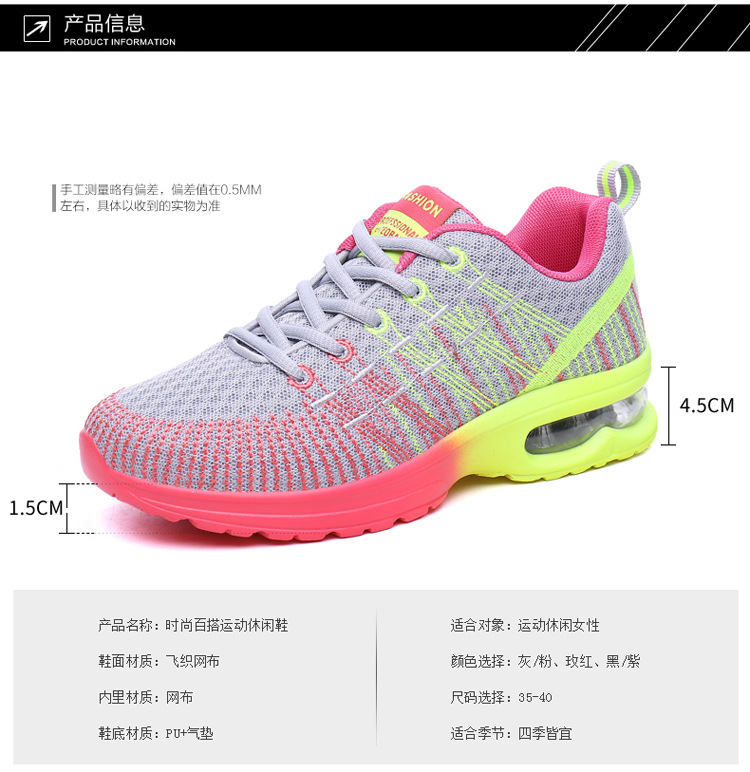 产品信息
PRODUCT INFORMATION
手工测量略有偏差，偏差值在0.5MM
左右，具体以收到的实物为准
FASHION
PROFESSIONAL
4.5CM
1.5CM
产品名称：时尚百搭运动休闲鞋
适合对象：运动休闲女性
鞋面材质：飞织网布
颜色选择：灰/粉、玫红、黑/紫
内里材质：网布
尺码选择：35-40
鞋底材质：PU+气垫
适合季节：四季皆宜